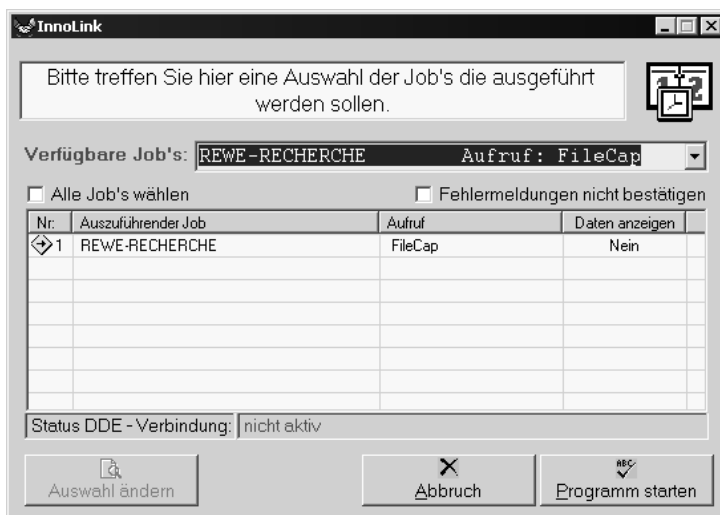 InnoLink
Bitte treffen Sie hier eine Auswahl der Job's die ausgeführt
werden sollen.
Verfügbare Job's: REWE-RECHERCHE Aufruf: FileCap
Alle Job's wählen Fehlermeldungen nicht bestätigen
Nr: Auszuführender Job Aufruf Daten anzeigen
1 REWE-RECHERCHE FileCap Nein
Status DDE - Verbindung: nicht aktiv
ABC
Auswahl ändern Abbruch Programm starten